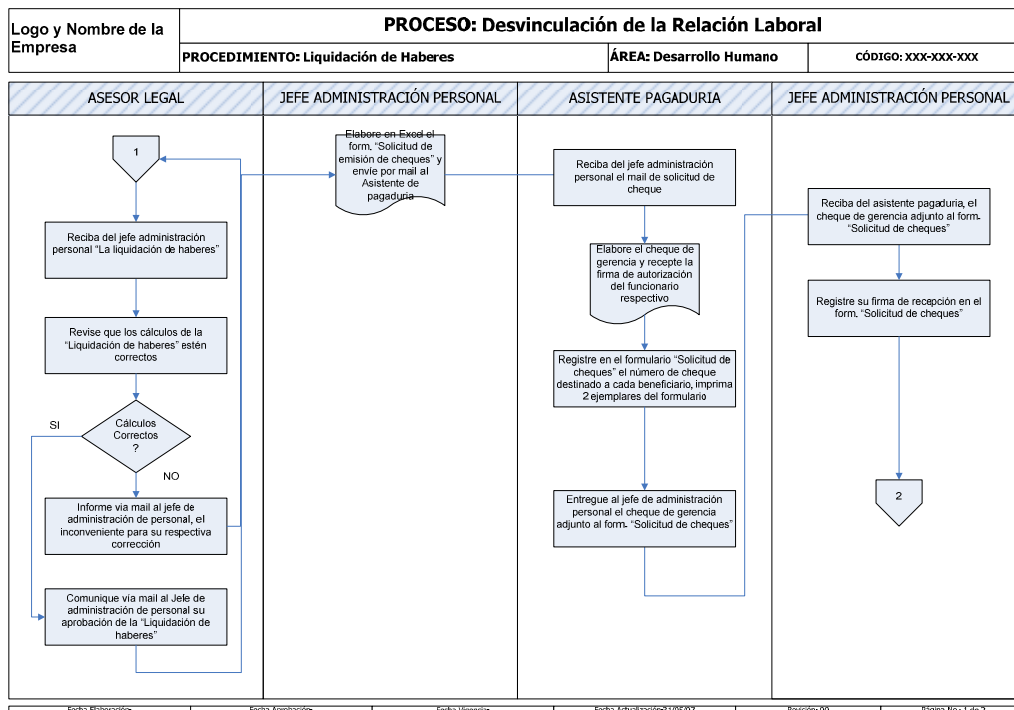 Logo y Nombre de la
Empresa
PROCESO: Desvinculación de la Relación Laboral
PROCEDIMIENTO: Liquidación de Haberes
ÁREA: Desarrollo Humano
CÓDIGO: XXX-XXX-XXX
ASESOR LEGAL
JEFE ADMINISTRACIÓN PERSONAL
ASISTENTE PAGADURIA
JEFE ADMINISTRACIÓN PERSONAL
1
Reciba del jefe administración
personal "La liquidación de haberes"
Revise que los cálculos de la
"Liquidación de haberes" estén
correctos
Cálculos
Correctos
?
SI
NO
Informe via mail al jefe de
administración de personal, el
inconveniente para su respectiva
corrección
Comunique vía mail al Jefe de
administración de personal su
aprobación de la "Liquidación de
haberes"
Elabore en Excel el
form. "Solicitud de
emisión de cheques" y
envíe por mail al
Asistente de
pagaduria
Reciba del jefe administración
personal el mail de solicitud de
cheque
Elabore el cheque de
gerencia y recepte la
firma de autorización
del funcionario
respectivo
Registre en el formulario "Solicitud de
cheques" el número de cheque
destinado a cada beneficiario, imprima
2 ejemplares del formulario
Entregue al jefe de administración
personal el cheque de gerencia
adjunto al form. "Solicitud de cheques"
Reciba del asistente pagaduria, el
cheque de gerencia adjunto al form.
"Solicitud de cheques"
Registre su firma de recepción en el
form. "Solicitud de cheques"
2
Fecha Elaboración:
Fecha Aprobación:
Fecha Vigencia: